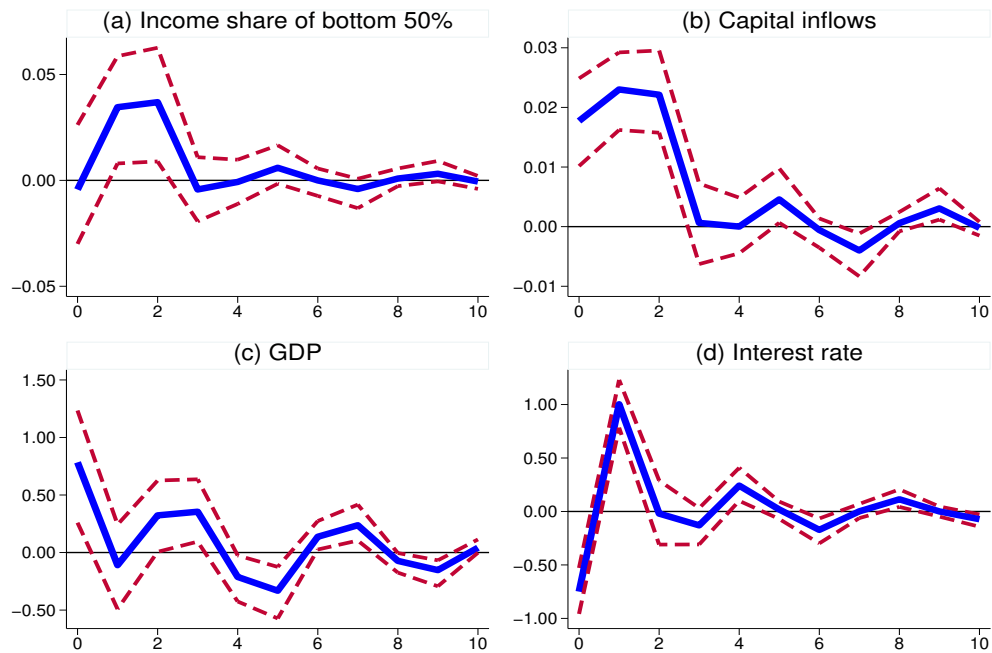 (a) Income share of bottom 50%
0.05
0.00
−0.05
0 2 4 6 8 10
(b) Capital inflows
0.03
0.02
0.01
0.00
−0.01
0 2 4 6 8 10
(c) GDP
1.50
1.00
0.50
0.00
−0.50
0 2 4 6 8 10
(d) Interest rate
1.00
0.50
0.00
−0.50
−1.00
0 2 4 6 8 10